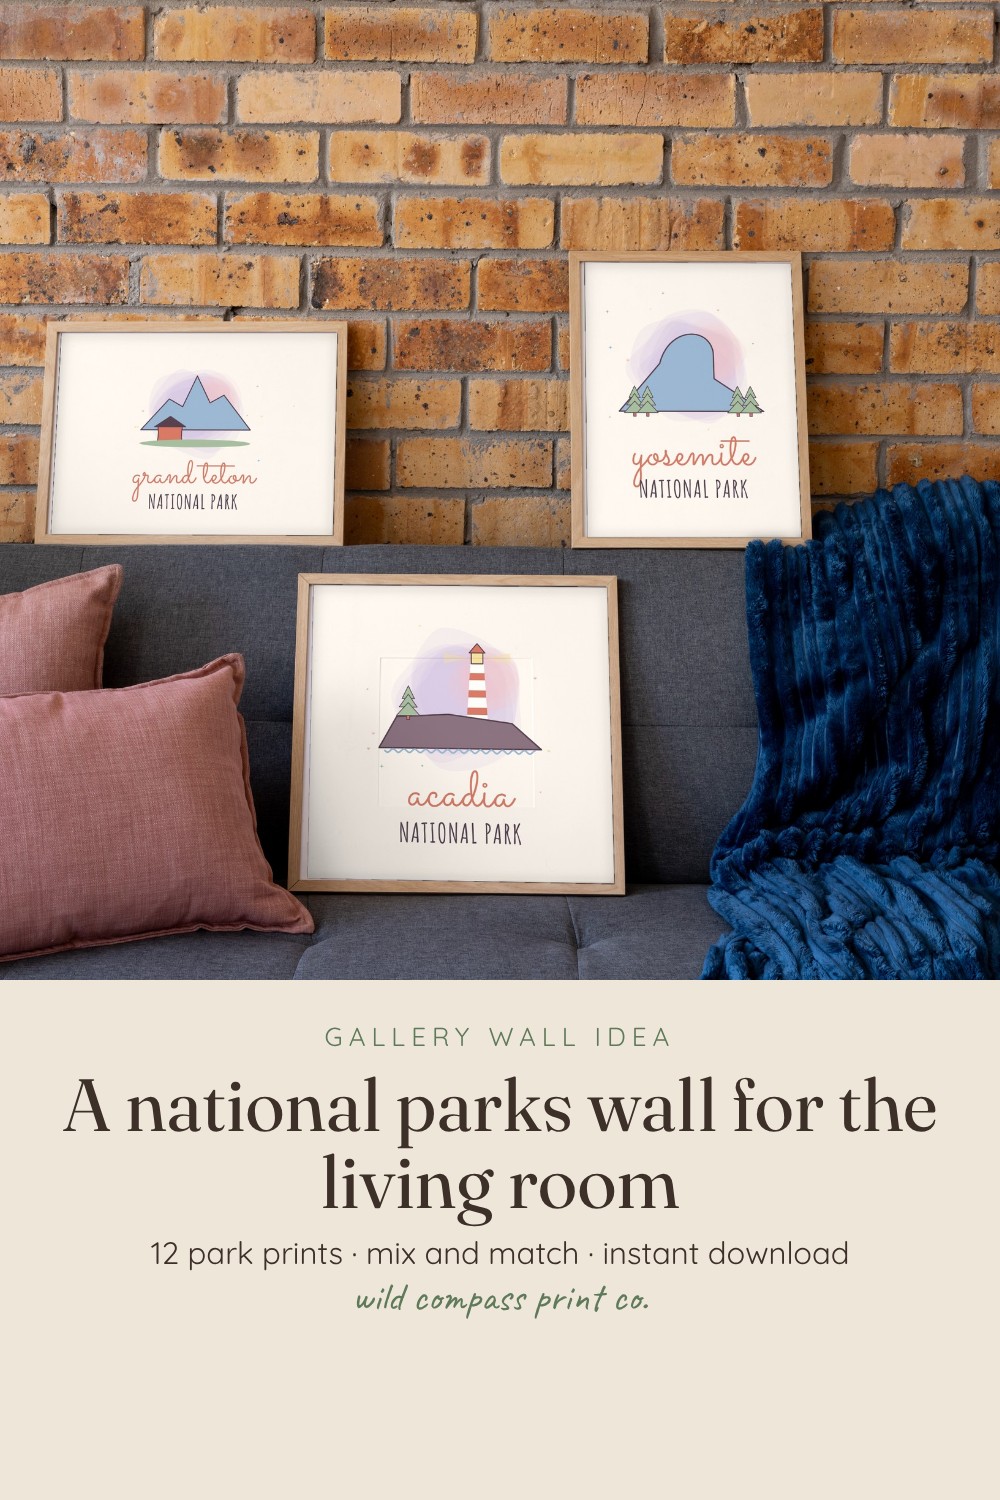 grand teton
NATIONAL PARK
yosemite
NATIONAL PARK
acadia
NATIONAL PARK
GALLERY WALL IDEA
A national parks wall for the
living room
12 park prints · mix and match · instant download
wild compass print co.